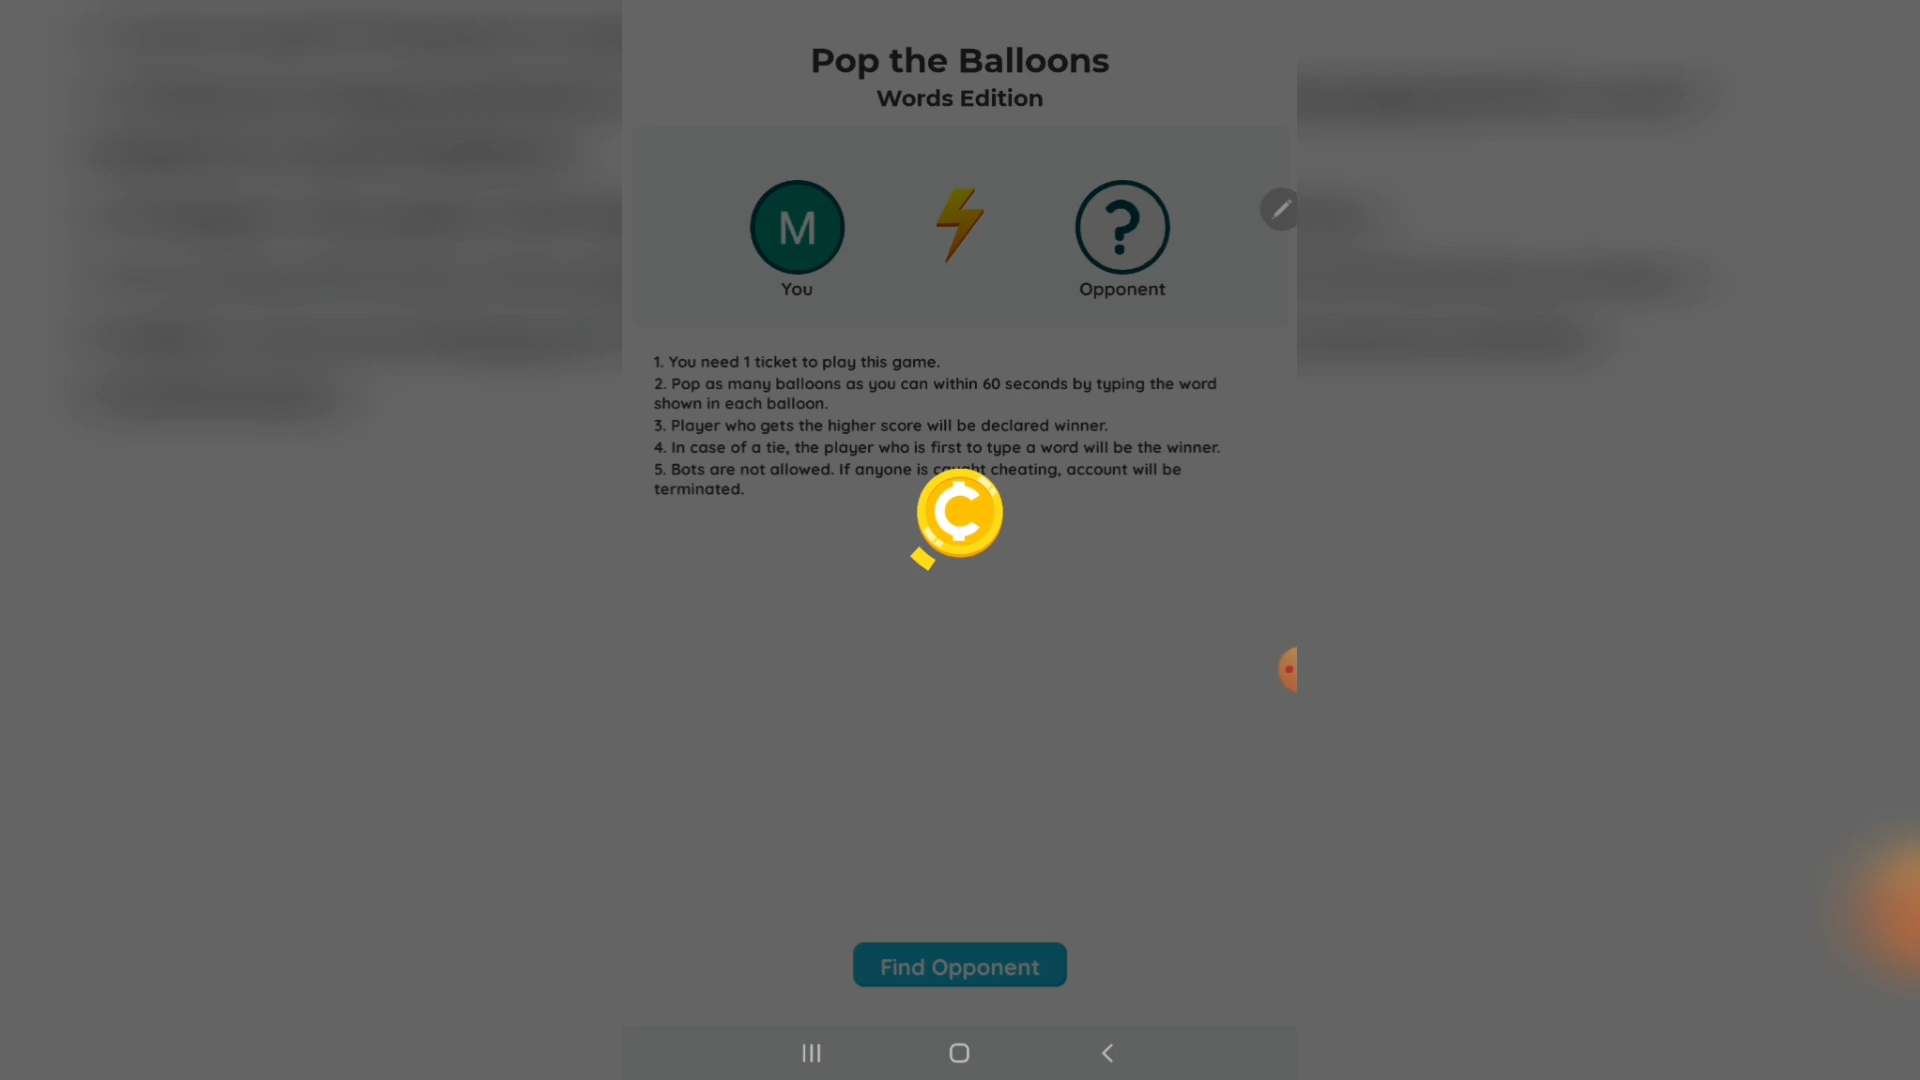 Pop the Balloons
Words Edition
M
?
You
Opponent
1. You need 1 ticket to play this game.
2. Pop as many balloons as you can within 60 seconds by typing the word
shown in each balloon.
3. Player who gets the higher score will be declared winner.
4. In case of a tie, the player who is first to type a word will be the winner.
5. Bots are not allowed. If anyone is caught cheating, account will be
terminated.
C
Find Opponent